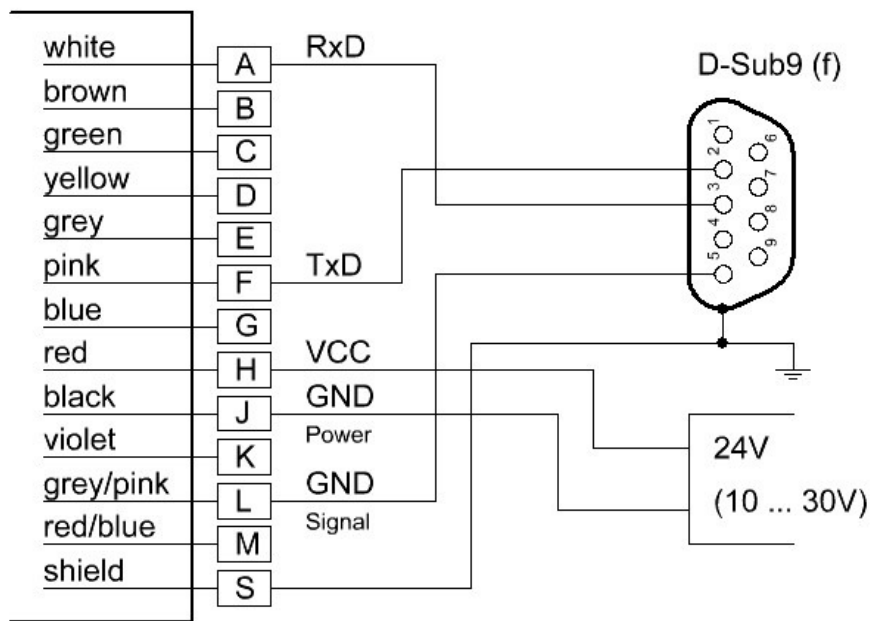 white A RxD
brown B
green C
yellow D
grey E
pink F TxD
blue G
red H VCC
black J GND
Power
violet K
grey/pink L GND
Signal
red/blue M
shield S
D-Sub9 (f)
1
2
3
4
5
6
7
8
9
24V
(10 ... 30V)